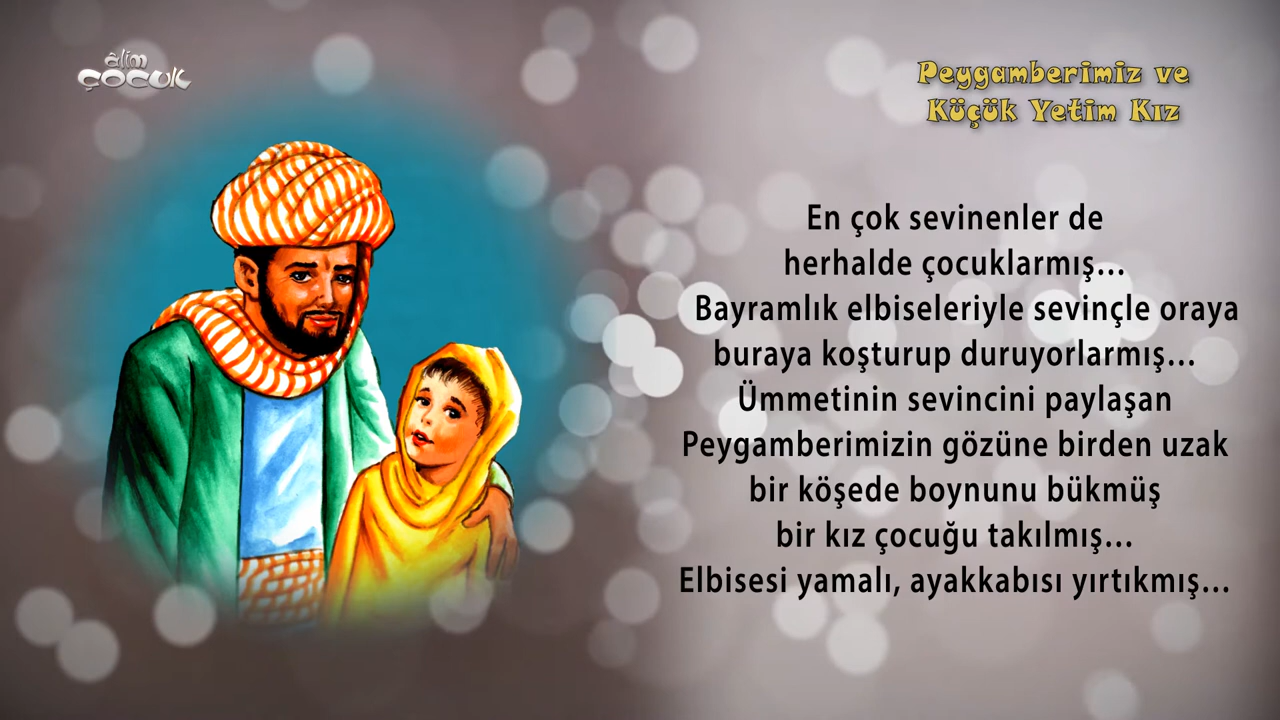 âlim
ÇOCUK
Peygamberimiz ve
Küçük Yetim Kız
En çok sevinenler de
herhalde çocuklarmış...
Bayramlık elbiseleriyle sevinçle oraya
buraya koşturup duruyorlarmış...
Ümmetinin sevincini paylaşan
Peygamberimizin gözüne birden uzak
bir köşede boynunu bükmüş
bir kız çocuğu takılmış...
Elbisesi yamalı, ayakkabısı yırtıkmış...